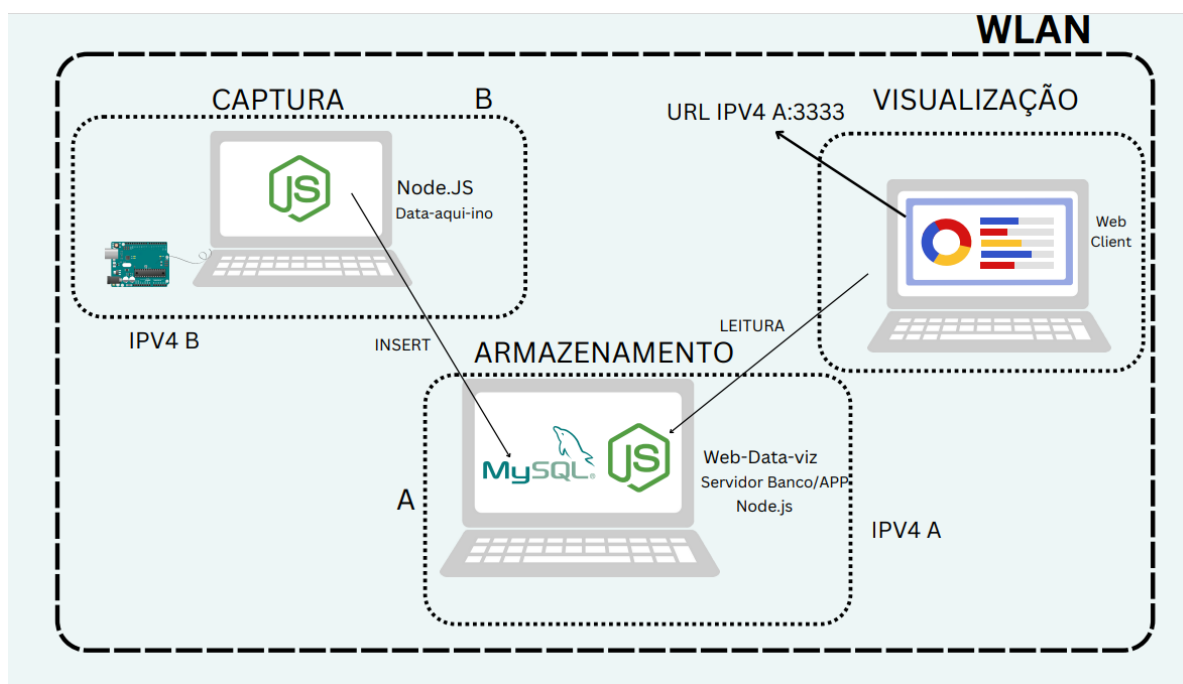 WLAN
CAPTURA
B
JS
Node.JS
Data-aqui-ino
IPV4 B
INSERT
URL IPV4 A:3333
VISUALIZAÇÃO
Web
Client
LEITURA
ARMAZENAMENTO
A
MySQL®
JS
Web-Data-viz
Servidor Banco/APP
Node.js
IPV4 A